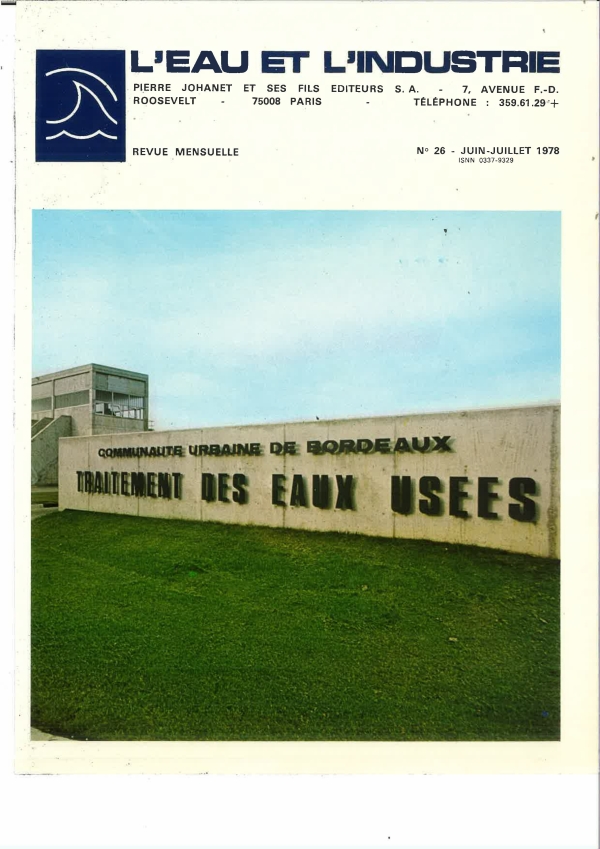 L'EAU ET L'INDUSTRIE
PIERRE JOHANET ET SES FILS EDITEURS S.A. - 7, AVENUE F.-D.
ROOSEVELT - 75008 PARIS - TÉLÉPHONE : 359.61.29 +
REVUE MENSUELLE
N° 26 - JUIN-JUILLET 1978
ISNN 0337-9329
COMMUNAUTE URBAINE DE BORDEAUX
TRAITEMENT DES EAUX USEES